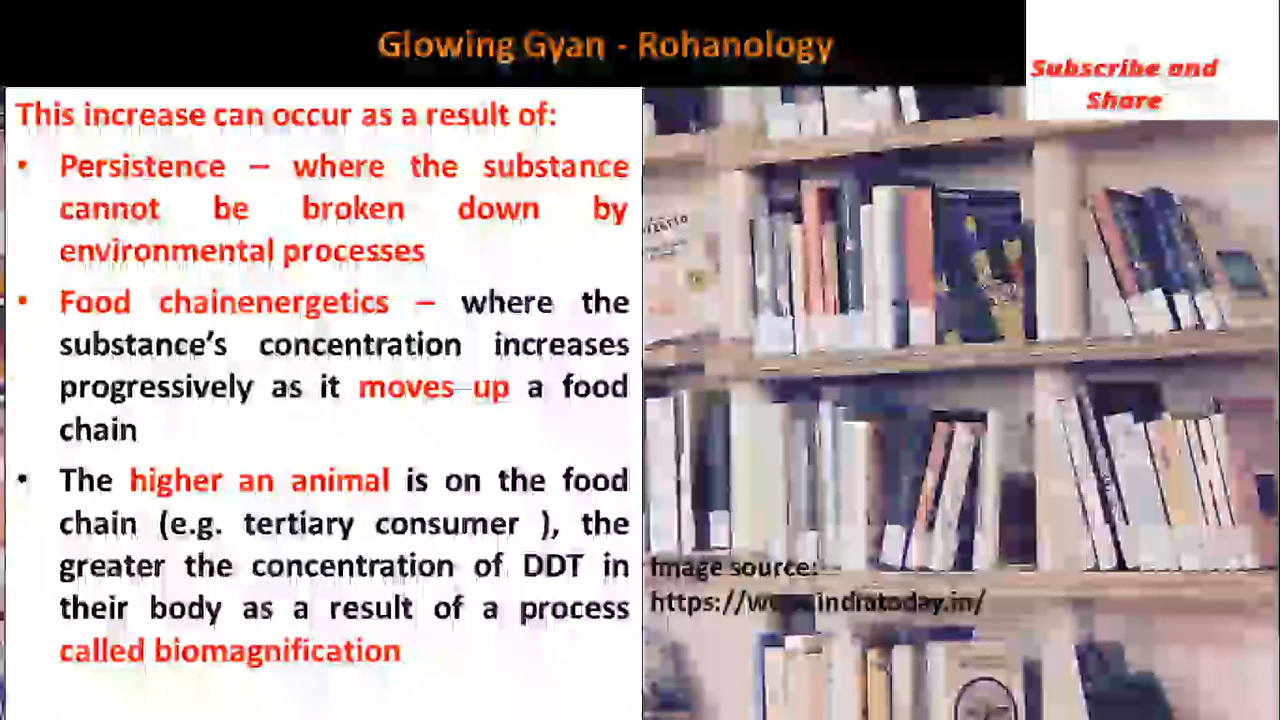 Glowing Gyan - Rohanology
Subscribe and
Share
This increase can occur as a result of:
• Persistence – where the substance
cannot be broken down by
environmental processes
• Food chainenergetics – where the
substance's concentration increases
progressively as it moves up a food
chain
• The higher an animal is on the food
chain (e.g. tertiary consumer ), the
greater the concentration of DDT in
their body as a result of a process
called biomagnification
Image source:
https://www.indiatoday.in/